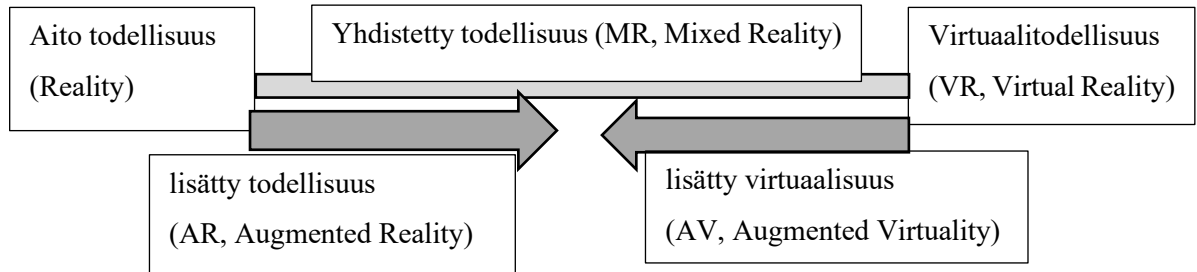 Aito todellisuus
(Reality)
Yhdistetty todellisuus (MR, Mixed Reality)
Virtuaalitodellisuus
(VR, Virtual Reality)
lisätty todellisuus
(AR, Augmented Reality)
lisätty virtuaalisuus
(AV, Augmented Virtuality)